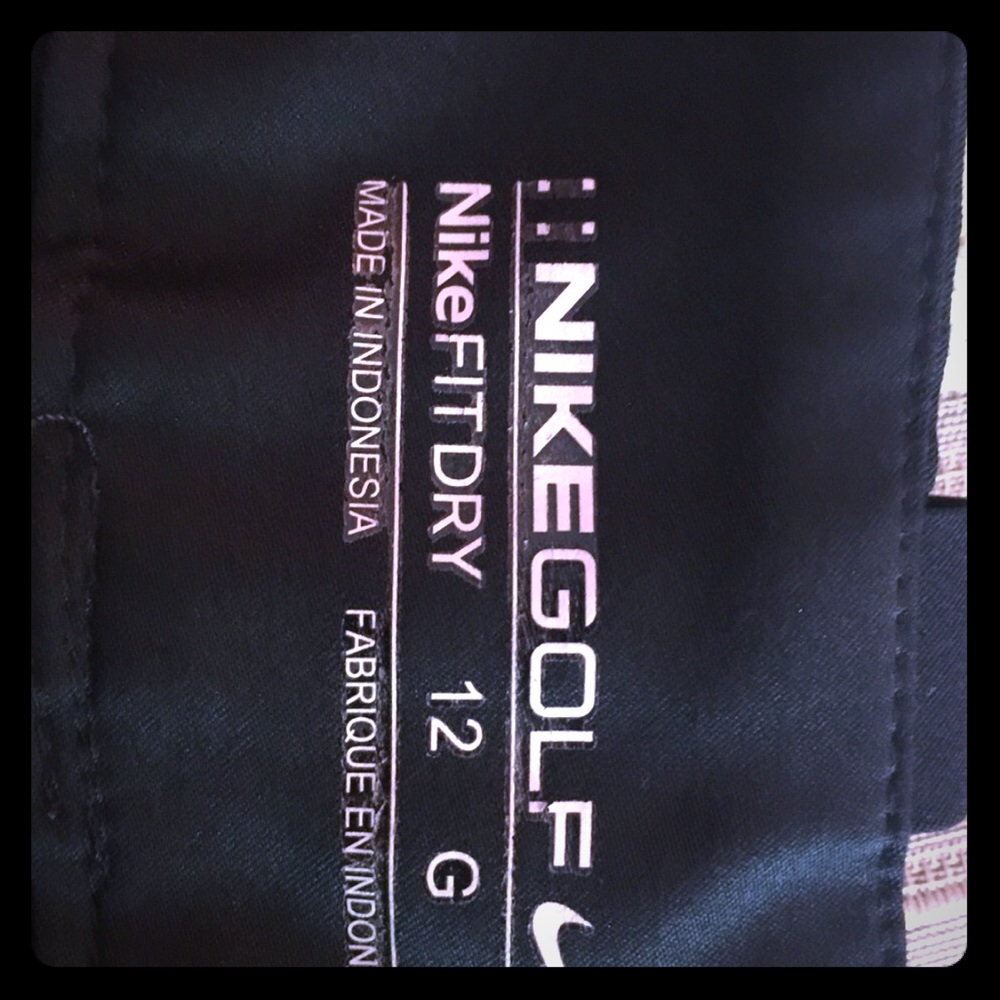 NIKEGOLF
NikeFITDRY 12 G
MADE IN INDONESIA FABRIQUE EN INDON